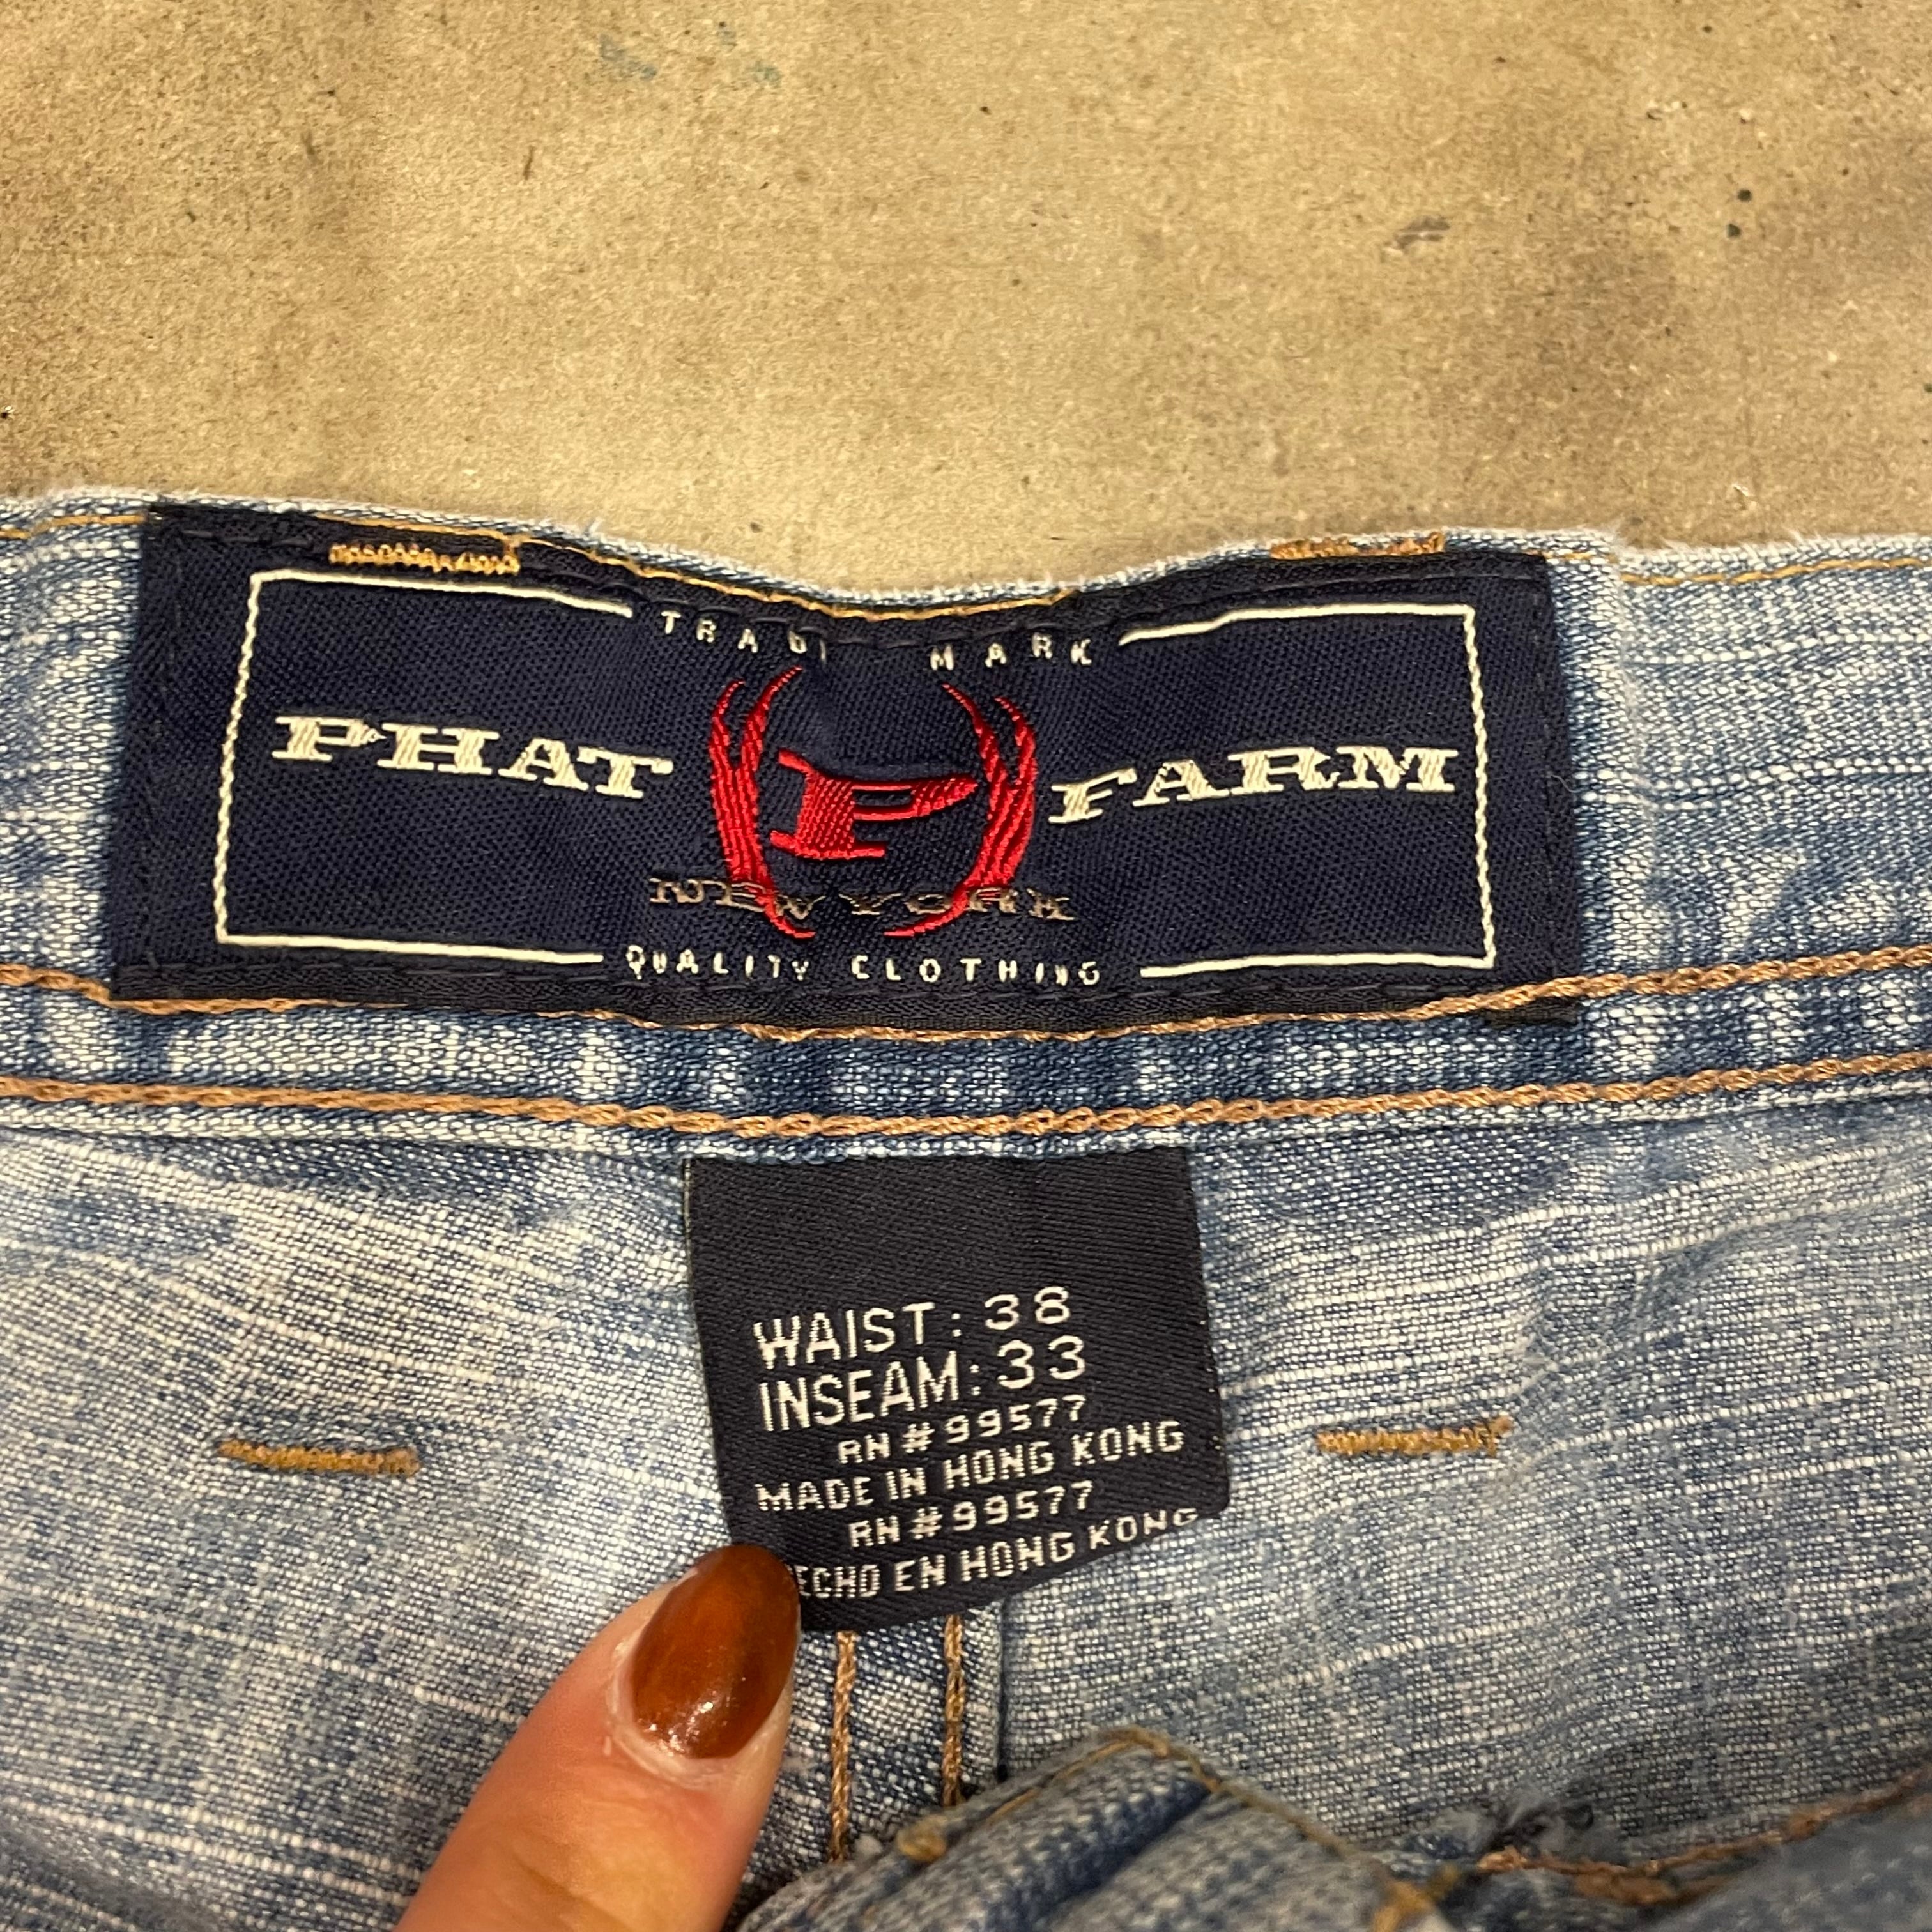 TRADE MARK
PHAT P FARM
NEW YORK
QUALITY CLOTHING
WAIST: 38
INSEAM: 33
RN # 99577
MADE IN HONG KONG
RN # 99577
ECHO EN HONG KONG